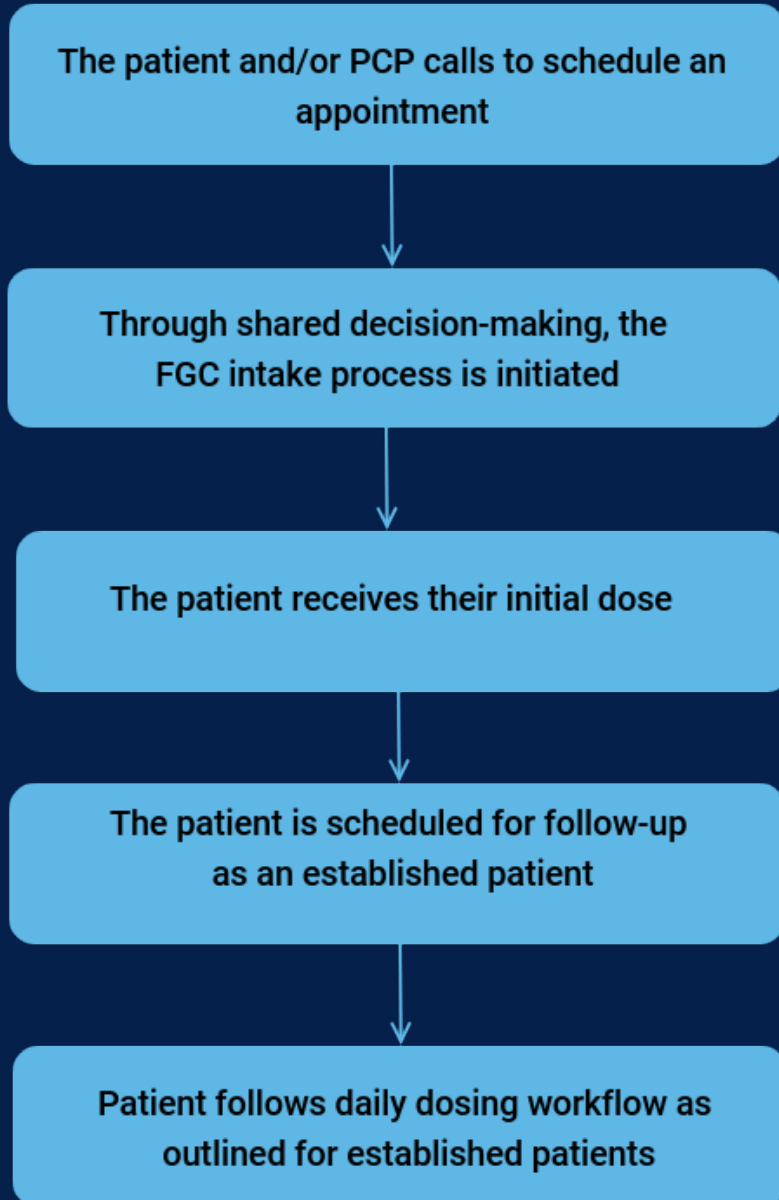 The patient and/or PCP calls to schedule an
appointment
Through shared decision-making, the
FGC intake process is initiated
The patient receives their initial dose
The patient is scheduled for follow-up
as an established patient
Patient follows daily dosing workflow as
outlined for established patients